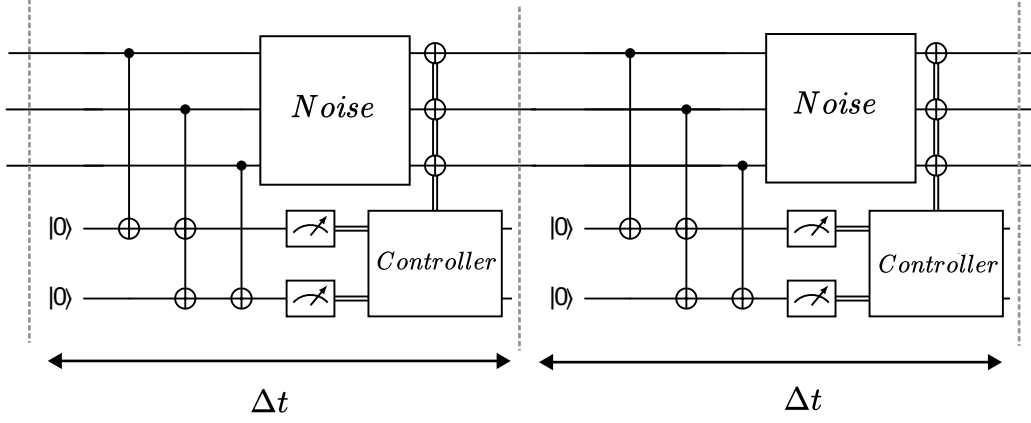 Noise
Noise
|0⟩
|0⟩
Controller
Controller
|0⟩
|0⟩
Δt
Δt